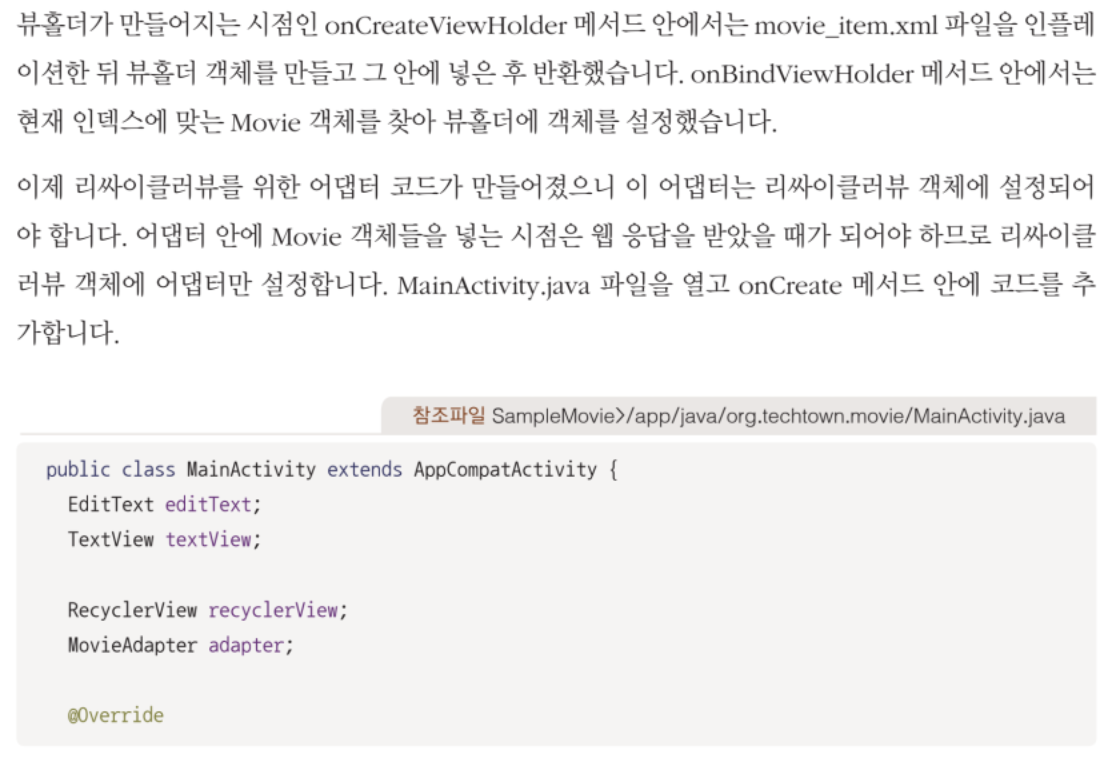 뷰홀더가 만들어지는 시점인 onCreateViewHolder 메서드 안에서는 movie_item.xml 파일을 인플레
이션한 뒤 뷰홀더 객체를 만들고 그 안에 넣은 후 반환했습니다. onBindViewHolder 메서드 안에서는
현재 인덱스에 맞는 Movie 객체를 찾아 뷰홀더에 객체를 설정했습니다.
이제 리싸이클러뷰를 위한 어댑터 코드가 만들어졌으니 이 어댑터는 리싸이클러뷰 객체에 설정되어
야 합니다. 어댑터 안에 Movie 객체들을 넣는 시점은 웹 응답을 받았을 때가 되어야 하므로 리싸이클
러뷰 객체에 어댑터만 설정합니다. MainActivity.java 파일을 열고 onCreate 메서드 안에 코드를 추
가합니다.
참조파일 SampleMovie>/app/java/org.techtown.movie/MainActivity.java
public class MainActivity extends AppCompatActivity {
EditText editText;
TextView textView;
RecyclerView recyclerView;
MovieAdapter adapter;
@Override